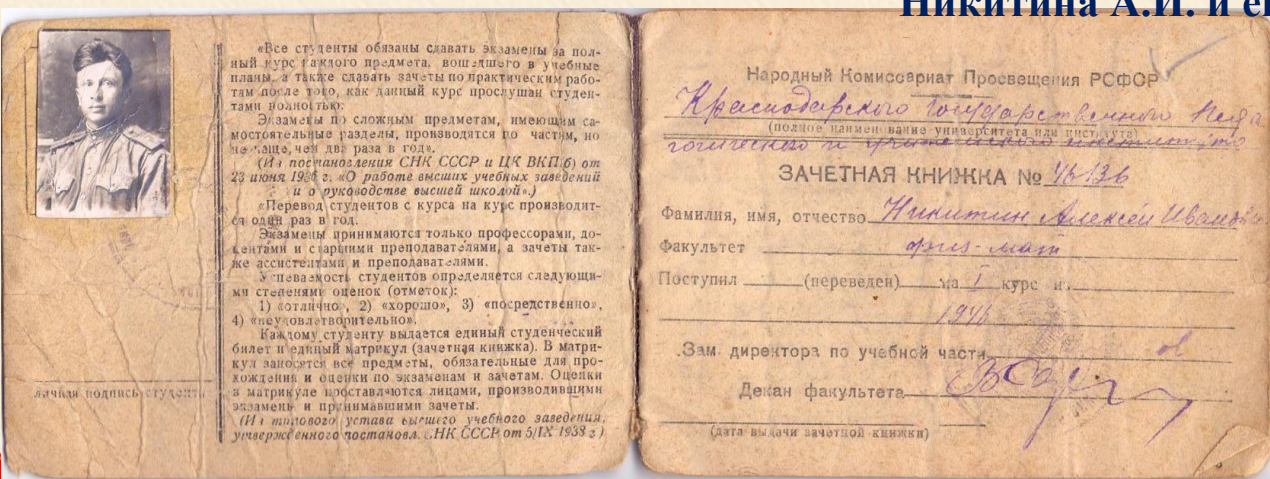 Никитина А.И. и е
«Все студенты обязаны сдавать экзамены за пол-
ный курс каждого предмета, вошедшего в учебные
планы, а также сдавать зачеты по практическим рабо-
там после того, как данный курс прослушан студен-
тами полностью.
Экзамены по сложным предметам, имеющим са-
мостоятельные разделы, производятся по частям, но
не чаще, чем два раза в год».
(Из постановления СНК СССР и ЦК ВКП(б) от
23 июня 1936 г. «О работе высших учебных заведений
и о руководстве высшей школой».)
«Перевод студентов с курса на курс производит-
ся один раз в год.
Экзамены принимаются только профессорами, до-
центами и старшими преподавателями, а зачеты так-
же ассистентами и преподавателями.
Успеваемость студентов определяется следующи-
ми степенями оценок (отметок):
1) «отлично», 2) «хорошо», 3) «посредственно»,
4) «неудовлетворительно».
Каждому студенту выдается единый студенческий
билет и единый матрикул (зачетная книжка). В матри-
кул заносятся все предметы, обязательные для про-
хождения и оценки по экзаменам и зачетам. Оценки
в матрикуле проставляются лицами, производившими
экзамены и принимавшими зачеты.
(Из типового устава высшего учебного заведения,
утвержденного постановл. СНК СССР от 5/IX 1938 г.)
личная подпись студента
Народный Комиссариат Просвещения РСФСР
Краснодарского государственного педа
(полное наименование университета или института)
гогического и учительского института
ЗАЧЕТНАЯ КНИЖКА № 46136
Фамилия, имя, отчество Никитин Алексей Иванович
Факультет физ-мат
Поступил (переведен) на I курс из
1946
Зам. директора по учебной части
Декан факультета
(дата выдачи зачетной книжки)